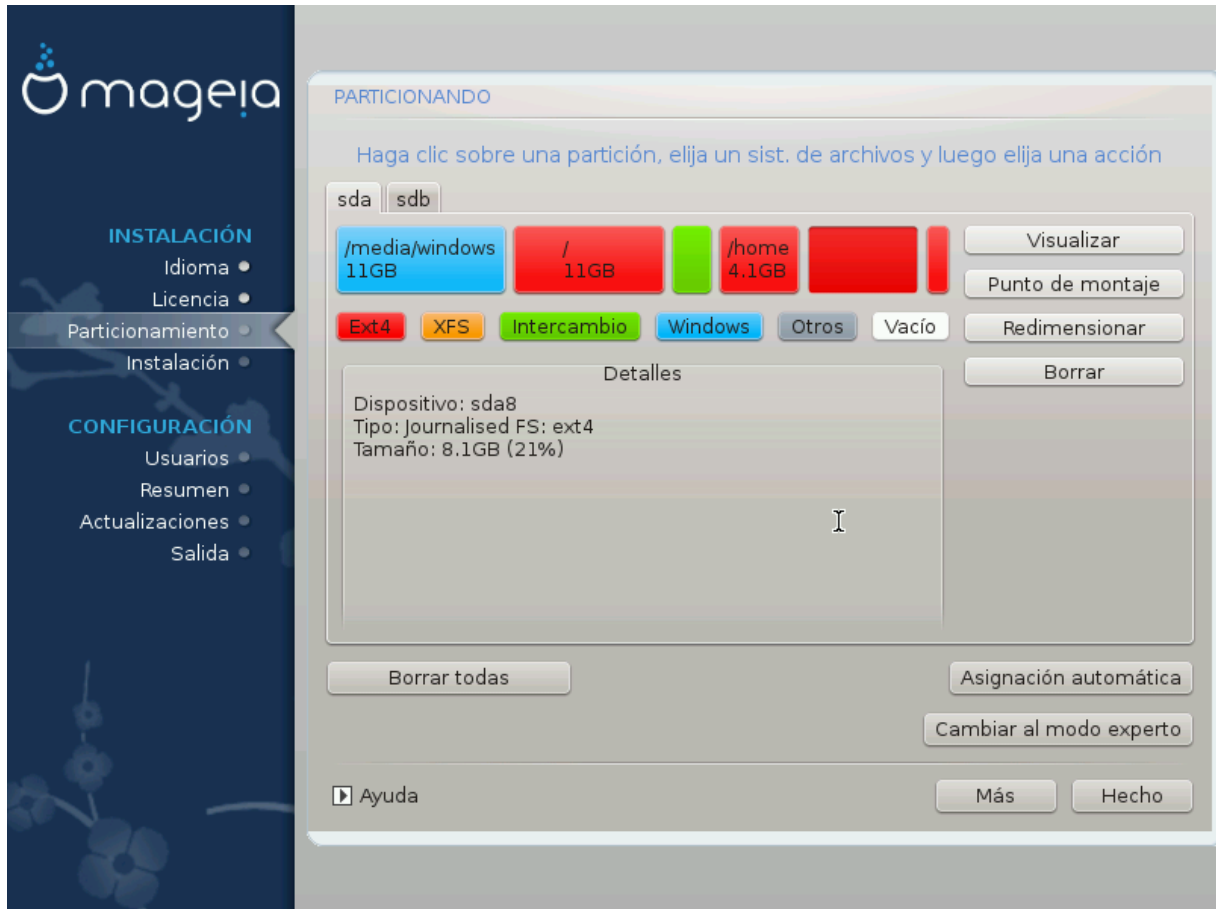 mageia
INSTALACIÓN
Idioma
Licencia
Particionamiento
Instalación
CONFIGURACIÓN
Usuarios
Resumen
Actualizaciones
Salida
PARTICIONANDO
Haga clic sobre una partición, elija un sist. de archivos y luego elija una acción
sda sdb
/media/windows
11GB
/
11GB
/home
4.1GB
Ext4 XFS Intercambio Windows Otros Vacío
Visualizar
Punto de montaje
Redimensionar
Borrar
Detalles
Dispositivo: sda8
Tipo: Journalised FS: ext4
Tamaño: 8.1GB (21%)
Borrar todas
Asignación automática
Cambiar al modo experto
Ayuda
Más
Hecho